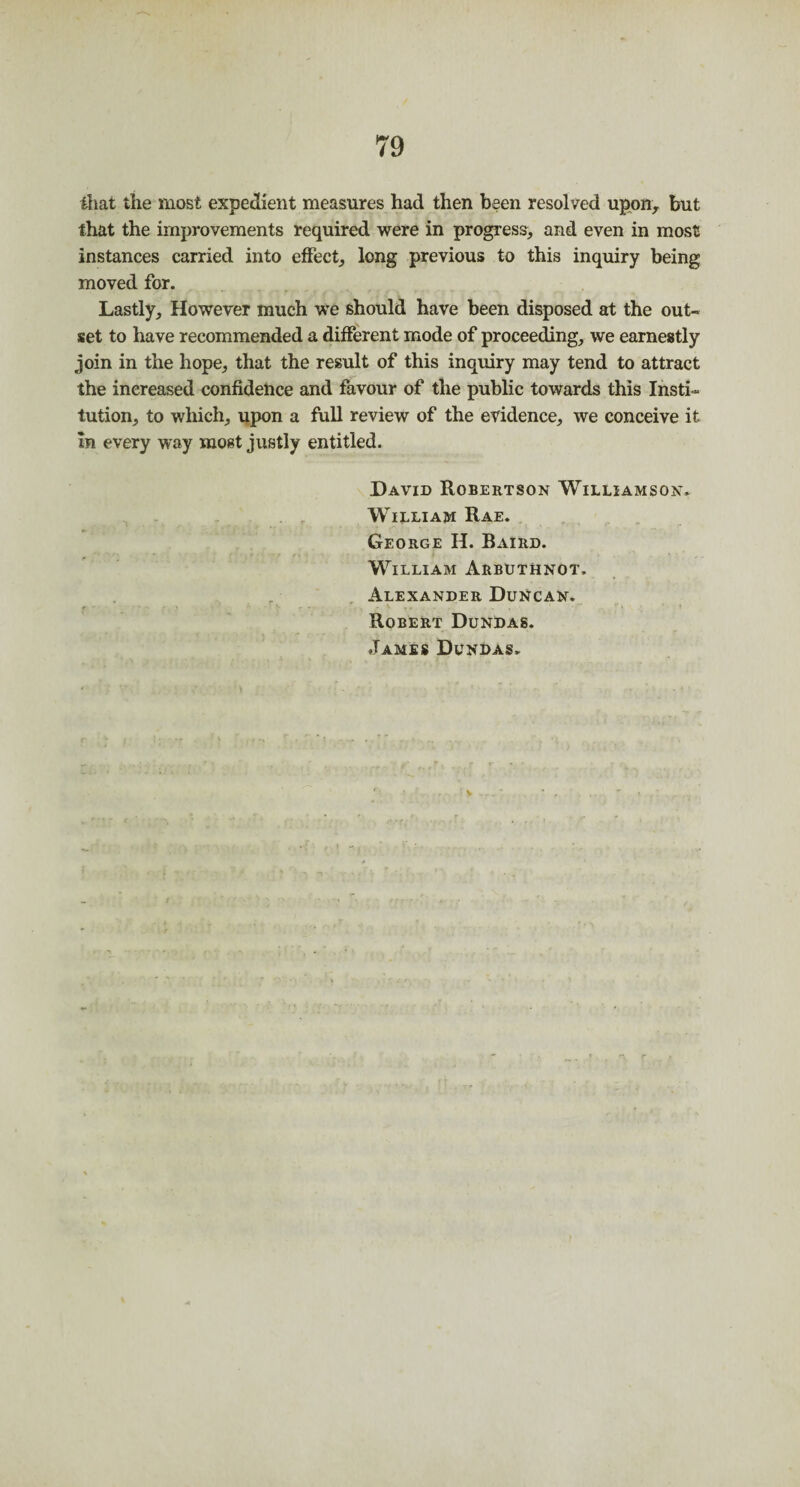 79
that the most expedient measures had then been resolved upon, but
that the improvements required were in progress, and even in most
instances carried into effect, long previous to this inquiry being
moved for.
Lastly, However much we should have been disposed at the out-
set to have recommended a different mode of proceeding, we earnestly
join in the hope, that the result of this inquiry may tend to attract
the increased confidence and favour of the public towards this Insti-
tution, to which, upon a full review of the evidence, we conceive it
in every way most justly entitled.
David Robertson Williamson.
William Rae.
George H. Baird.
William Arbuthnot.
Alexander Duncan.
Robert Dundas.
James Dundas.